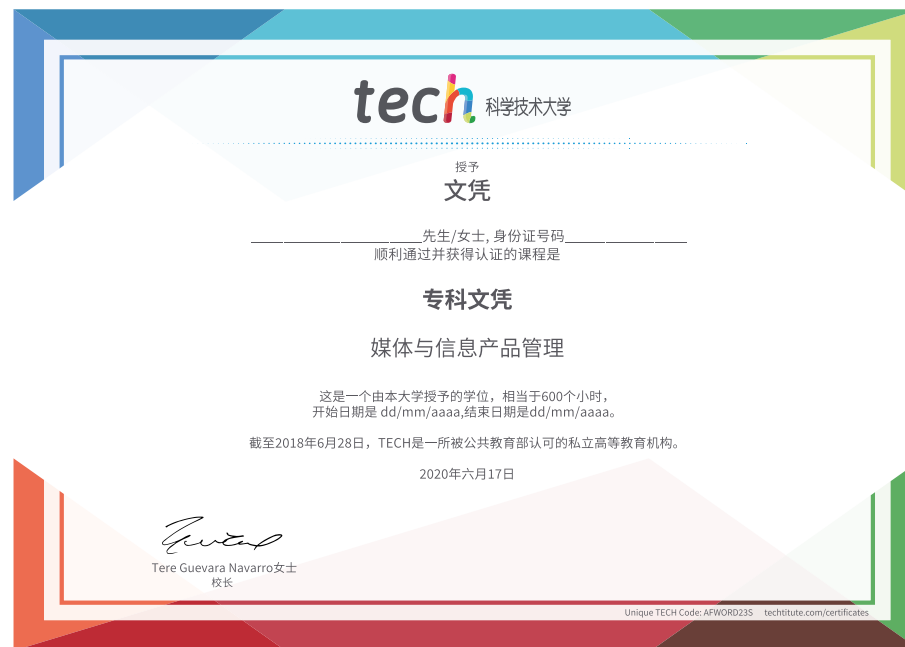 tech 科学技术大学
授予
文凭
先生/女士, 身份证号码
顺利通过并获得认证的课程是
专科文凭
媒体与信息产品管理
这是一个由本大学授予的学位，相当于600个小时，
开始日期是 dd/mm/aaaa,结束日期是dd/mm/aaaa。
截至2018年6月28日，TECH是一所被公共教育部认可的私立高等教育机构。
2020年六月17日
Tere Guevara Navarro女士
校长
Unique TECH Code: AFWORD23S techtitute.com/certificates